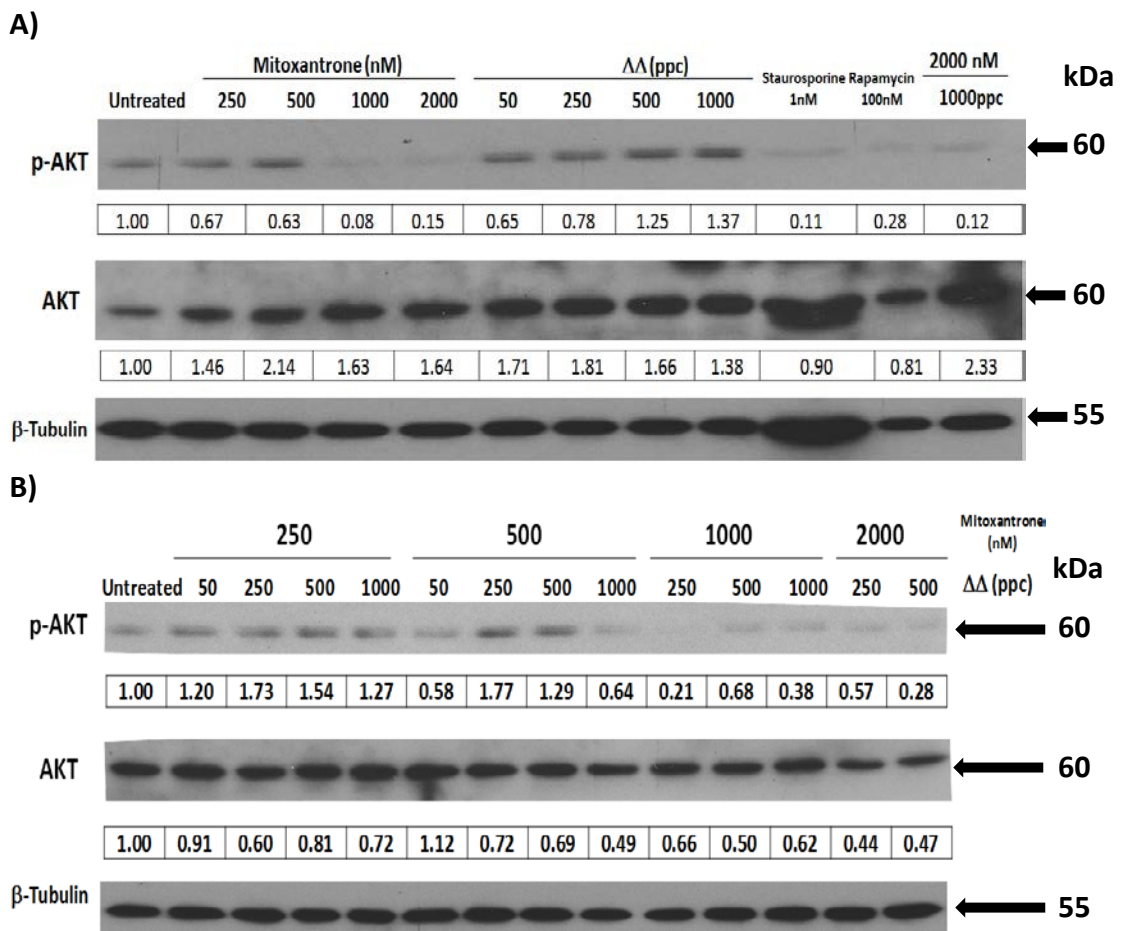 A)
Mitoxantrone (nM) ΔΔ (ppc) Staurosporine Rapamycin 2000 nM kDa
Untreated 250 500 1000 2000 50 250 500 1000 1nM 100nM 1000ppc
p-AKT 60
1.00 0.67 0.63 0.08 0.15 0.65 0.78 1.25 1.37 0.11 0.28 0.12
AKT 60
1.00 1.46 2.14 1.63 1.64 1.71 1.81 1.66 1.38 0.90 0.81 2.33
β-Tubulin 55
B)
250 500 1000 2000 Mitoxantrone
(nM)
kDa
Untreated 50 250 500 1000 50 250 500 1000 250 500 1000 250 500 ΔΔ (ppc)
p-AKT 60
1.00 1.20 1.73 1.54 1.27 0.58 1.77 1.29 0.64 0.21 0.68 0.38 0.57 0.28
AKT 60
1.00 0.91 0.60 0.81 0.72 1.12 0.72 0.69 0.49 0.66 0.50 0.62 0.44 0.47
β-Tubulin 55